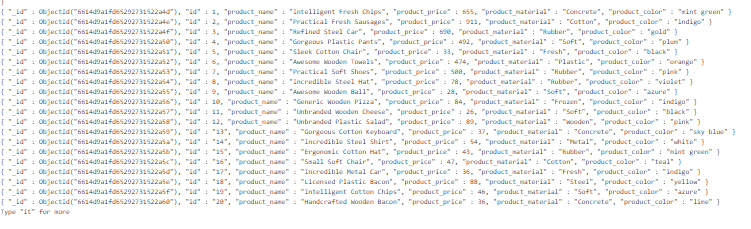 { "_id" : ObjectId("6614d9a1fd65292731522a4d"), "id" : 1, "product_name" : "Intelligent Fresh Chips", "product_price" : 655, "product_material" : "Concrete", "product_color" : "mint green" }
{ "_id" : ObjectId("6614d9a1fd65292731522a4e"), "id" : 2, "product_name" : "Practical Fresh Sausages", "product_price" : 911, "product_material" : "Cotton", "product_color" : "indigo" }
{ "_id" : ObjectId("6614d9a1fd65292731522a4f"), "id" : 3, "product_name" : "Refined Steel Car", "product_price" : 690, "product_material" : "Rubber", "product_color" : "gold" }
{ "_id" : ObjectId("6614d9a1fd65292731522a50"), "id" : 4, "product_name" : "Gorgeous Plastic Pants", "product_price" : 492, "product_material" : "Soft", "product_color" : "plum" }
{ "_id" : ObjectId("6614d9a1fd65292731522a51"), "id" : 5, "product_name" : "Sleek Cotton Chair", "product_price" : 33, "product_material" : "Fresh", "product_color" : "black" }
{ "_id" : ObjectId("6614d9a1fd65292731522a52"), "id" : 6, "product_name" : "Awesome Wooden Towels", "product_price" : 474, "product_material" : "Plastic", "product_color" : "orange" }
{ "_id" : ObjectId("6614d9a1fd65292731522a53"), "id" : 7, "product_name" : "Practical Soft Shoes", "product_price" : 500, "product_material" : "Rubber", "product_color" : "pink" }
{ "_id" : ObjectId("6614d9a1fd65292731522a54"), "id" : 8, "product_name" : "Incredible Steel Hat", "product_price" : 78, "product_material" : "Rubber", "product_color" : "violet" }
{ "_id" : ObjectId("6614d9a1fd65292731522a55"), "id" : 9, "product_name" : "Awesome Wooden Ball", "product_price" : 28, "product_material" : "Soft", "product_color" : "azure" }
{ "_id" : ObjectId("6614d9a1fd65292731522a56"), "id" : 10, "product_name" : "Generic Wooden Pizza", "product_price" : 84, "product_material" : "Frozen", "product_color" : "indigo" }
{ "_id" : ObjectId("6614d9a1fd65292731522a57"), "id" : 11, "product_name" : "Unbranded Wooden Cheese", "product_price" : 26, "product_material" : "Soft", "product_color" : "black" }
{ "_id" : ObjectId("6614d9a1fd65292731522a58"), "id" : 12, "product_name" : "Unbranded Plastic Salad", "product_price" : 89, "product_material" : "Wooden", "product_color" : "pink" }
{ "_id" : ObjectId("6614d9a1fd65292731522a59"), "id" : "13", "product_name" : "Gorgeous Cotton Keyboard", "product_price" : 37, "product_material" : "Concrete", "product_color" : "sky blue" }
{ "_id" : ObjectId("6614d9a1fd65292731522a5a"), "id" : "14", "product_name" : "Incredible Steel Shirt", "product_price" : 54, "product_material" : "Metal", "product_color" : "white" }
{ "_id" : ObjectId("6614d9a1fd65292731522a5b"), "id" : "15", "product_name" : "Ergonomic Cotton Hat", "product_price" : 43, "product_material" : "Rubber", "product_color" : "mint green" }
{ "_id" : ObjectId("6614d9a1fd65292731522a5c"), "id" : "16", "product_name" : "Small Soft Chair", "product_price" : 47, "product_material" : "Cotton", "product_color" : "teal" }
{ "_id" : ObjectId("6614d9a1fd65292731522a5d"), "id" : "17", "product_name" : "Incredible Metal Car", "product_price" : 36, "product_material" : "Fresh", "product_color" : "indigo" }
{ "_id" : ObjectId("6614d9a1fd65292731522a5e"), "id" : "18", "product_name" : "Licensed Plastic Bacon", "product_price" : 88, "product_material" : "Steel", "product_color" : "yellow" }
{ "_id" : ObjectId("6614d9a1fd65292731522a5f"), "id" : "19", "product_name" : "Intelligent Cotton Chips", "product_price" : 46, "product_material" : "Soft", "product_color" : "azure" }
{ "_id" : ObjectId("6614d9a1fd65292731522a60"), "id" : "20", "product_name" : "Handcrafted Wooden Bacon", "product_price" : 36, "product_material" : "Concrete", "product_color" : "lime" }
Type "it" for more